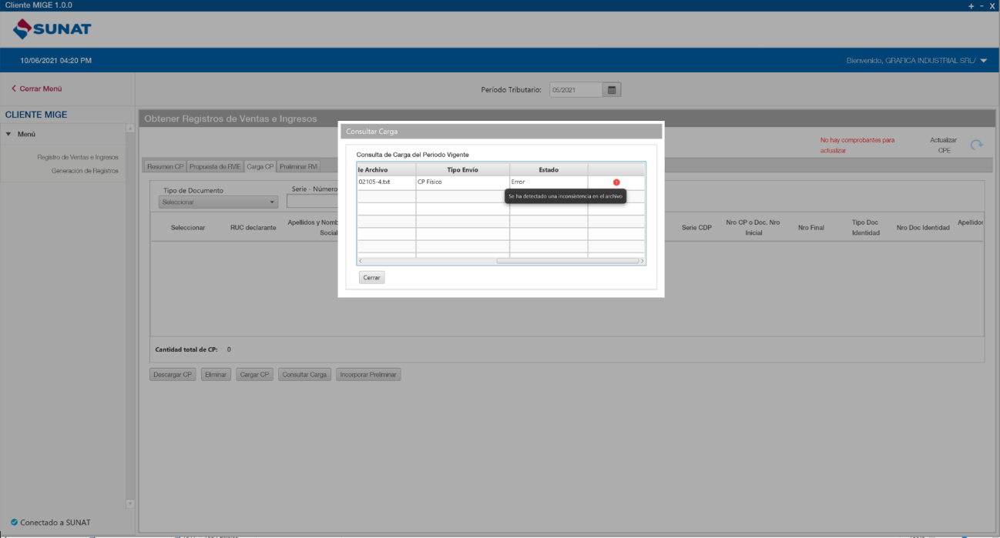 Cliente MIGE 1.0.0
+ - X
SUNAT
10/06/2021 04:20 PM
Bienvenido, GRAFICA INDUSTRIAL SRL/
Cerrar Menú
Período Tributario: 05/2021
CLIENTE MIGE
Menú
Registro de Ventas e Ingresos
Generación de Registros
Obtener Registros de Ventas e Ingresos
No hay comprobantes para
actualizar
Actualizar
CPE
Resumen CP Propuesta de RVIE Carga CP Preliminar RVI
Tipo de Documento
Serie - Número
Seleccionar
Seleccionar
RUC declarante
Apellidos y Nomb
Social
Serie CDP
Nro CP o Doc. Nro
Inicial
Nro Final
Tipo Doc
Identidad
Nro Doc Identidad
Apellidos
Consultar Carga
Consulta de Carga del Periodo Vigente
le Archivo Tipo Envío Estado
02105-4.txt CP Físico Error
Se ha detectado una inconsistencia en el archivo
Cerrar
Cantidad total de CP: 0
Descargar CP Eliminar Cargar CP Consultar Carga Incorporar Preliminar
Conectado a SUNAT